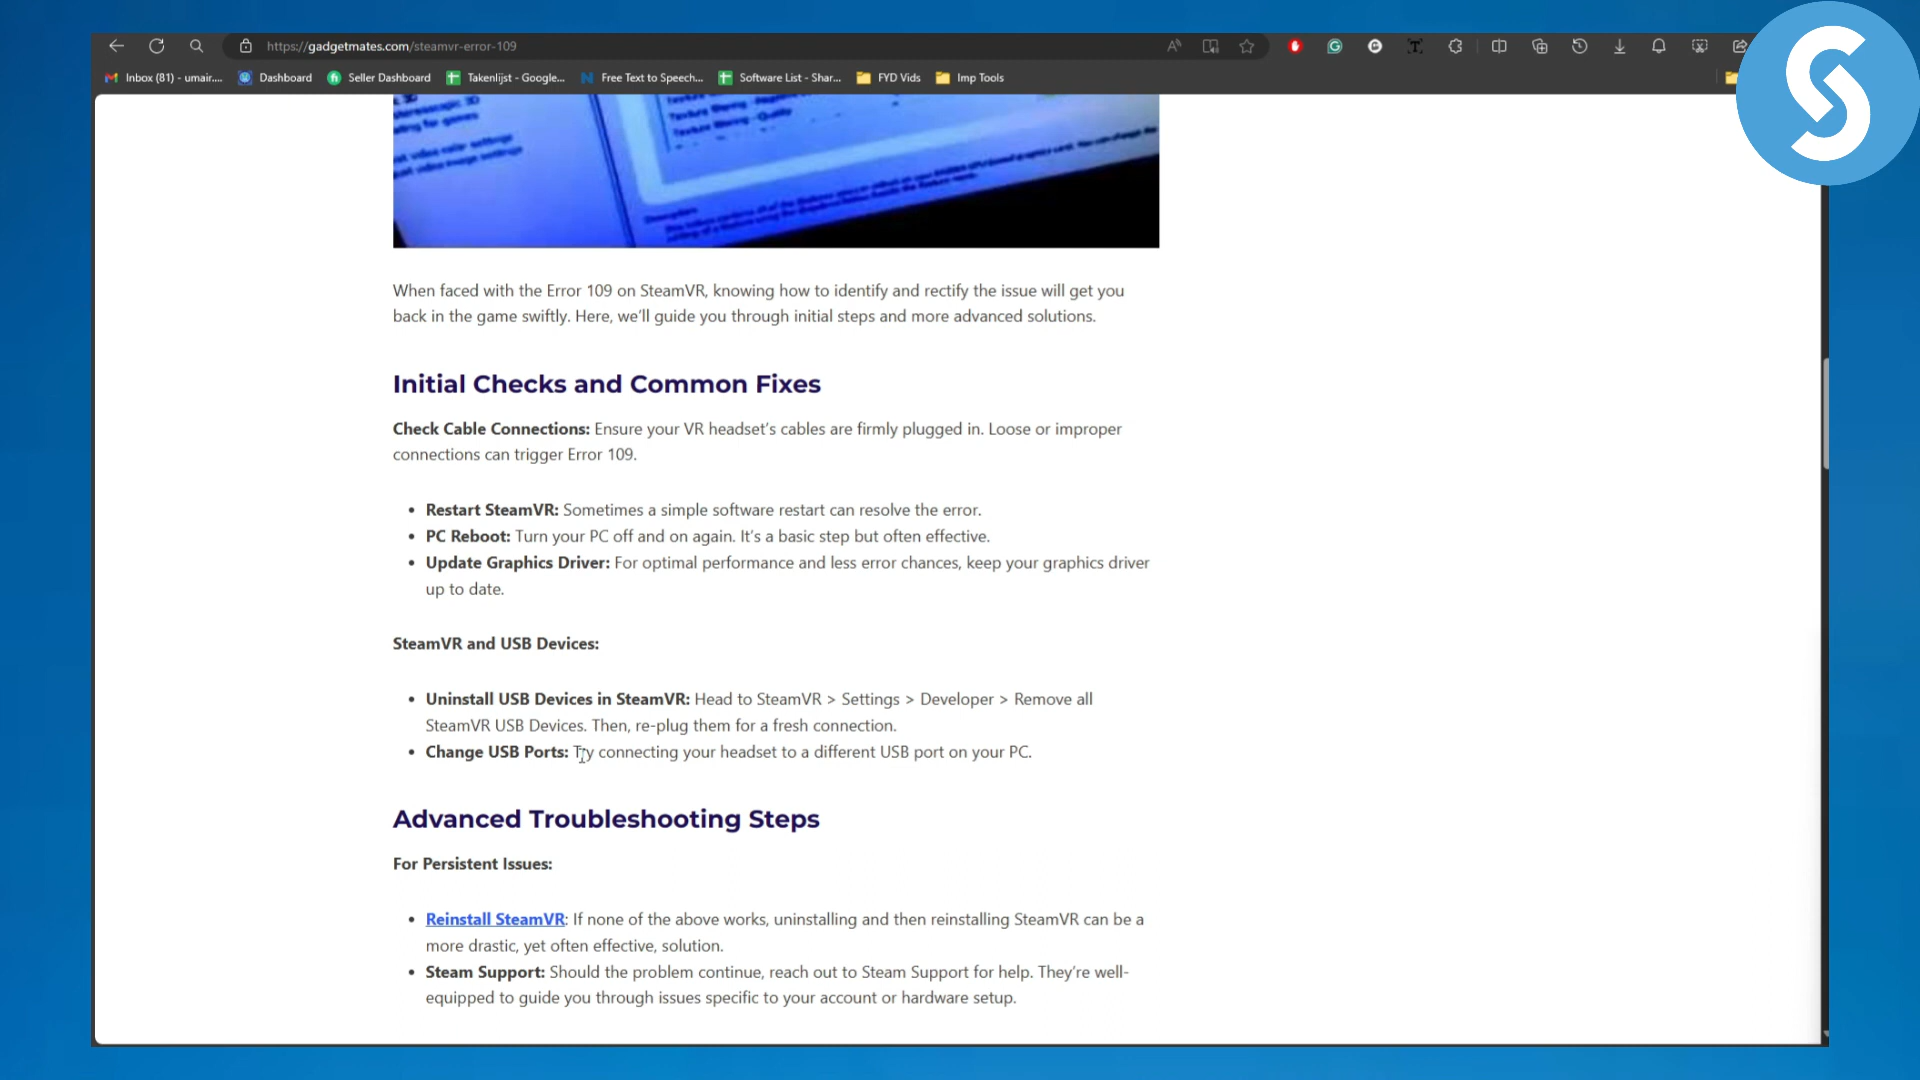 https://gadgetmates.com/steamvr-error-109
Inbox (81) - umair.... Dashboard Seller Dashboard Takenlijst - Google... Free Text to Speech... Software List - Shar... FYD Vids Imp Tools
Texture filtering - Quality
When faced with the Error 109 on SteamVR, knowing how to identify and rectify the issue will get you
back in the game swiftly. Here, we'll guide you through initial steps and more advanced solutions.
Initial Checks and Common Fixes
Check Cable Connections: Ensure your VR headset's cables are firmly plugged in. Loose or improper
connections can trigger Error 109.
• Restart SteamVR: Sometimes a simple software restart can resolve the error.
• PC Reboot: Turn your PC off and on again. It's a basic step but often effective.
• Update Graphics Driver: For optimal performance and less error chances, keep your graphics driver
up to date.
SteamVR and USB Devices:
• Uninstall USB Devices in SteamVR: Head to SteamVR > Settings > Developer > Remove all
SteamVR USB Devices. Then, re-plug them for a fresh connection.
• Change USB Ports: Try connecting your headset to a different USB port on your PC.
Advanced Troubleshooting Steps
For Persistent Issues:
• Reinstall SteamVR: If none of the above works, uninstalling and then reinstalling SteamVR can be a
more drastic, yet often effective, solution.
• Steam Support: Should the problem continue, reach out to Steam Support for help. They're well-
equipped to guide you through issues specific to your account or hardware setup.